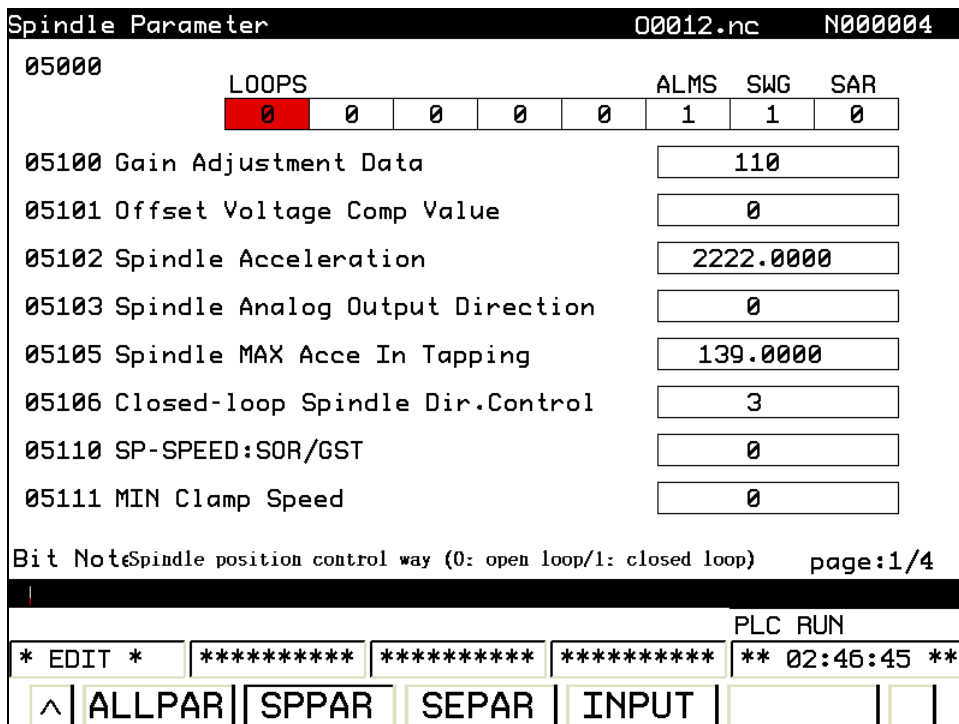 Spindle Parameter O0012.nc N000004
05000
LOOPS ALMS SWG SAR
0 0 0 0 0 1 1 0
05100 Gain Adjustment Data 110
05101 Offset Voltage Comp Value 0
05102 Spindle Acceleration 2222.0000
05103 Spindle Analog Output Direction 0
05105 Spindle MAX Acce In Tapping 139.0000
05106 Closed-loop Spindle Dir.Control 3
05110 SP-SPEED:SOR/GST 0
05111 MIN Clamp Speed 0
Bit Note Spindle position control way (0: open loop/1: closed loop) page:1/4
PLC RUN
* EDIT * ********** ********** ********** ** 02:46:45 **
^ ALLPAR SPPAR SEPAR INPUT